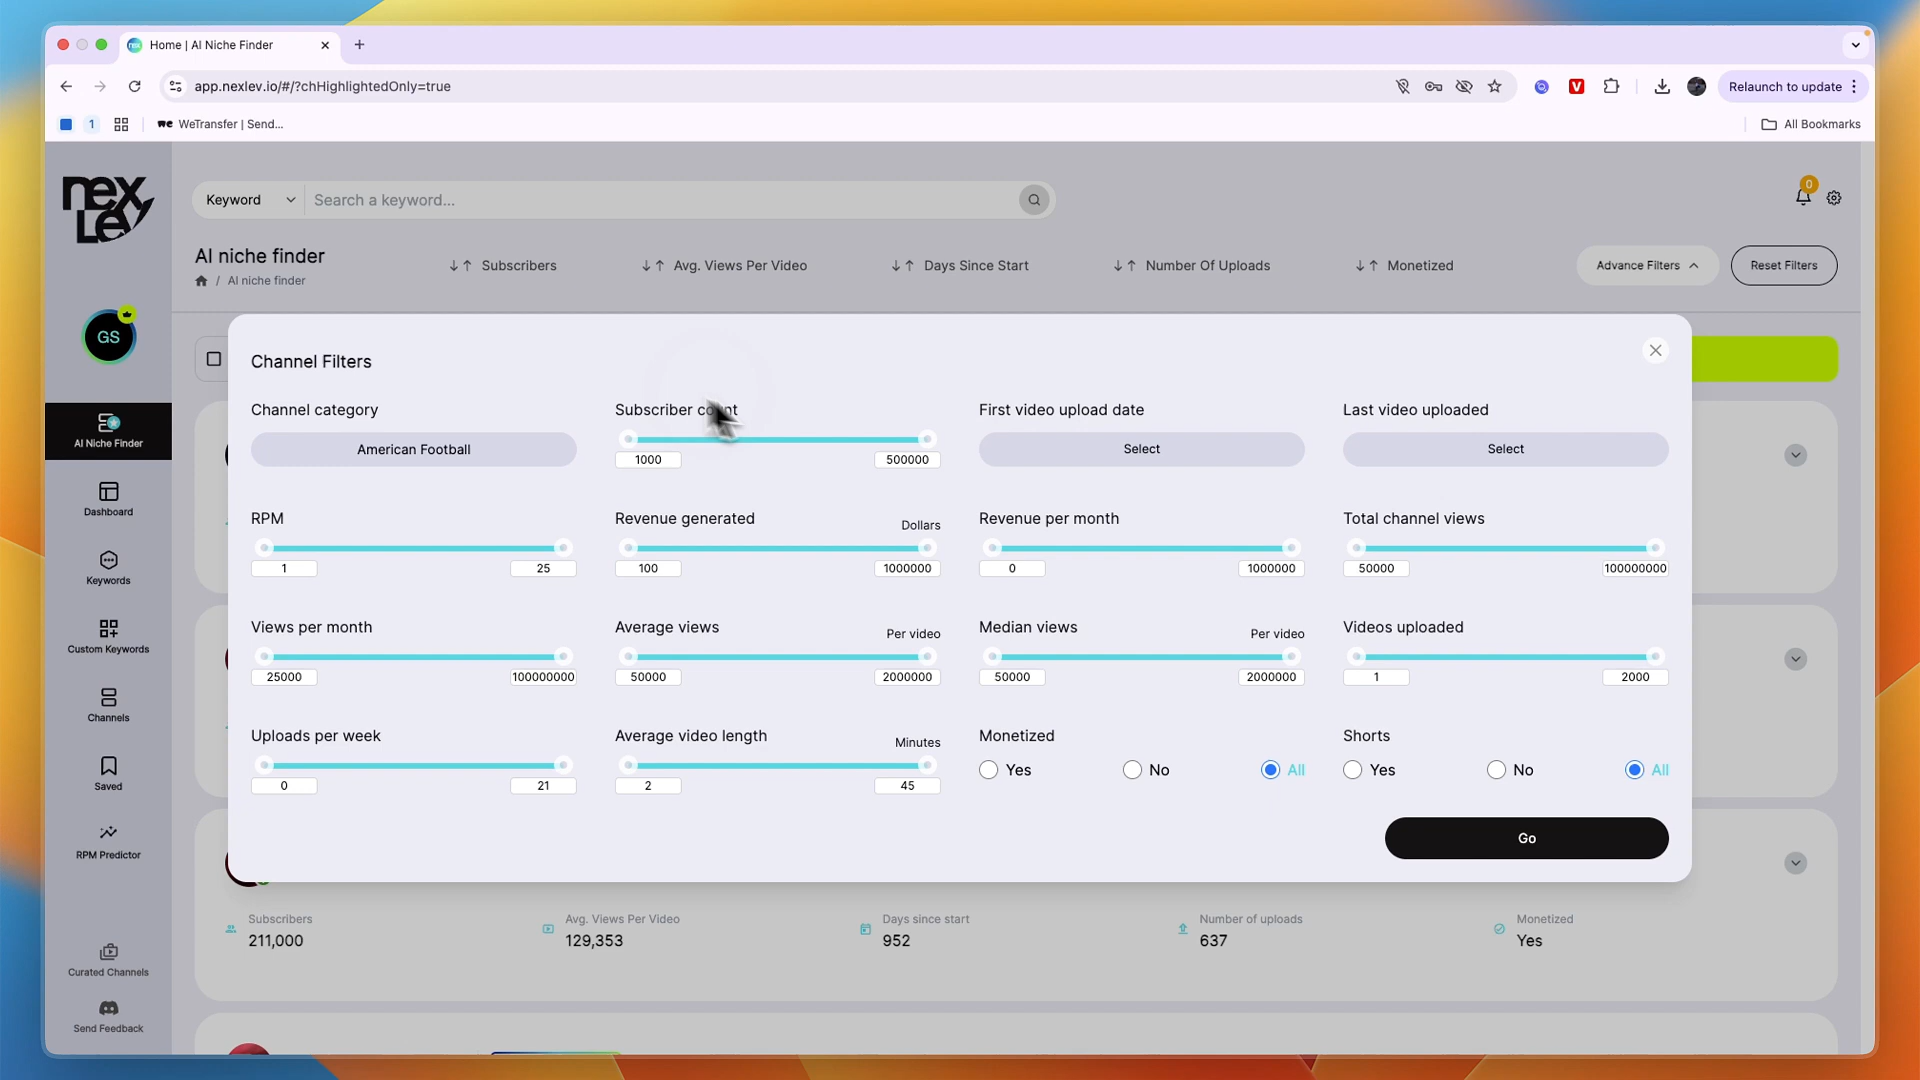 Home | AI Niche Finder
app.nexlev.io/#/?chHighlightedOnly=true
Relaunch to update
1
we WeTransfer | Send...
All Bookmarks
nex
Lev
Keyword
Search a keyword...
0
AI niche finder
Subscribers
Avg. Views Per Video
Days Since Start
Number Of Uploads
Monetized
Advance Filters
Reset Filters
/ AI niche finder
GS
AI Niche Finder
Dashboard
Keywords
Custom Keywords
Channels
Saved
RPM Predictor
Curated Channels
Send Feedback
Channel Filters
Channel category
Subscriber count
First video upload date
Last video uploaded
American Football
1000
500000
Select
Select
RPM
Revenue generated
Dollars
Revenue per month
Total channel views
1
25
100
1000000
0
1000000
50000
100000000
Views per month
Average views
Per video
Median views
Per video
Videos uploaded
25000
100000000
50000
2000000
50000
2000000
1
2000
Uploads per week
Average video length
Minutes
Monetized
Shorts
0
21
2
45
Yes
No
All
Yes
No
All
Go
Subscribers
211,000
Avg. Views Per Video
129,353
Days since start
952
Number of uploads
637
Monetized
Yes